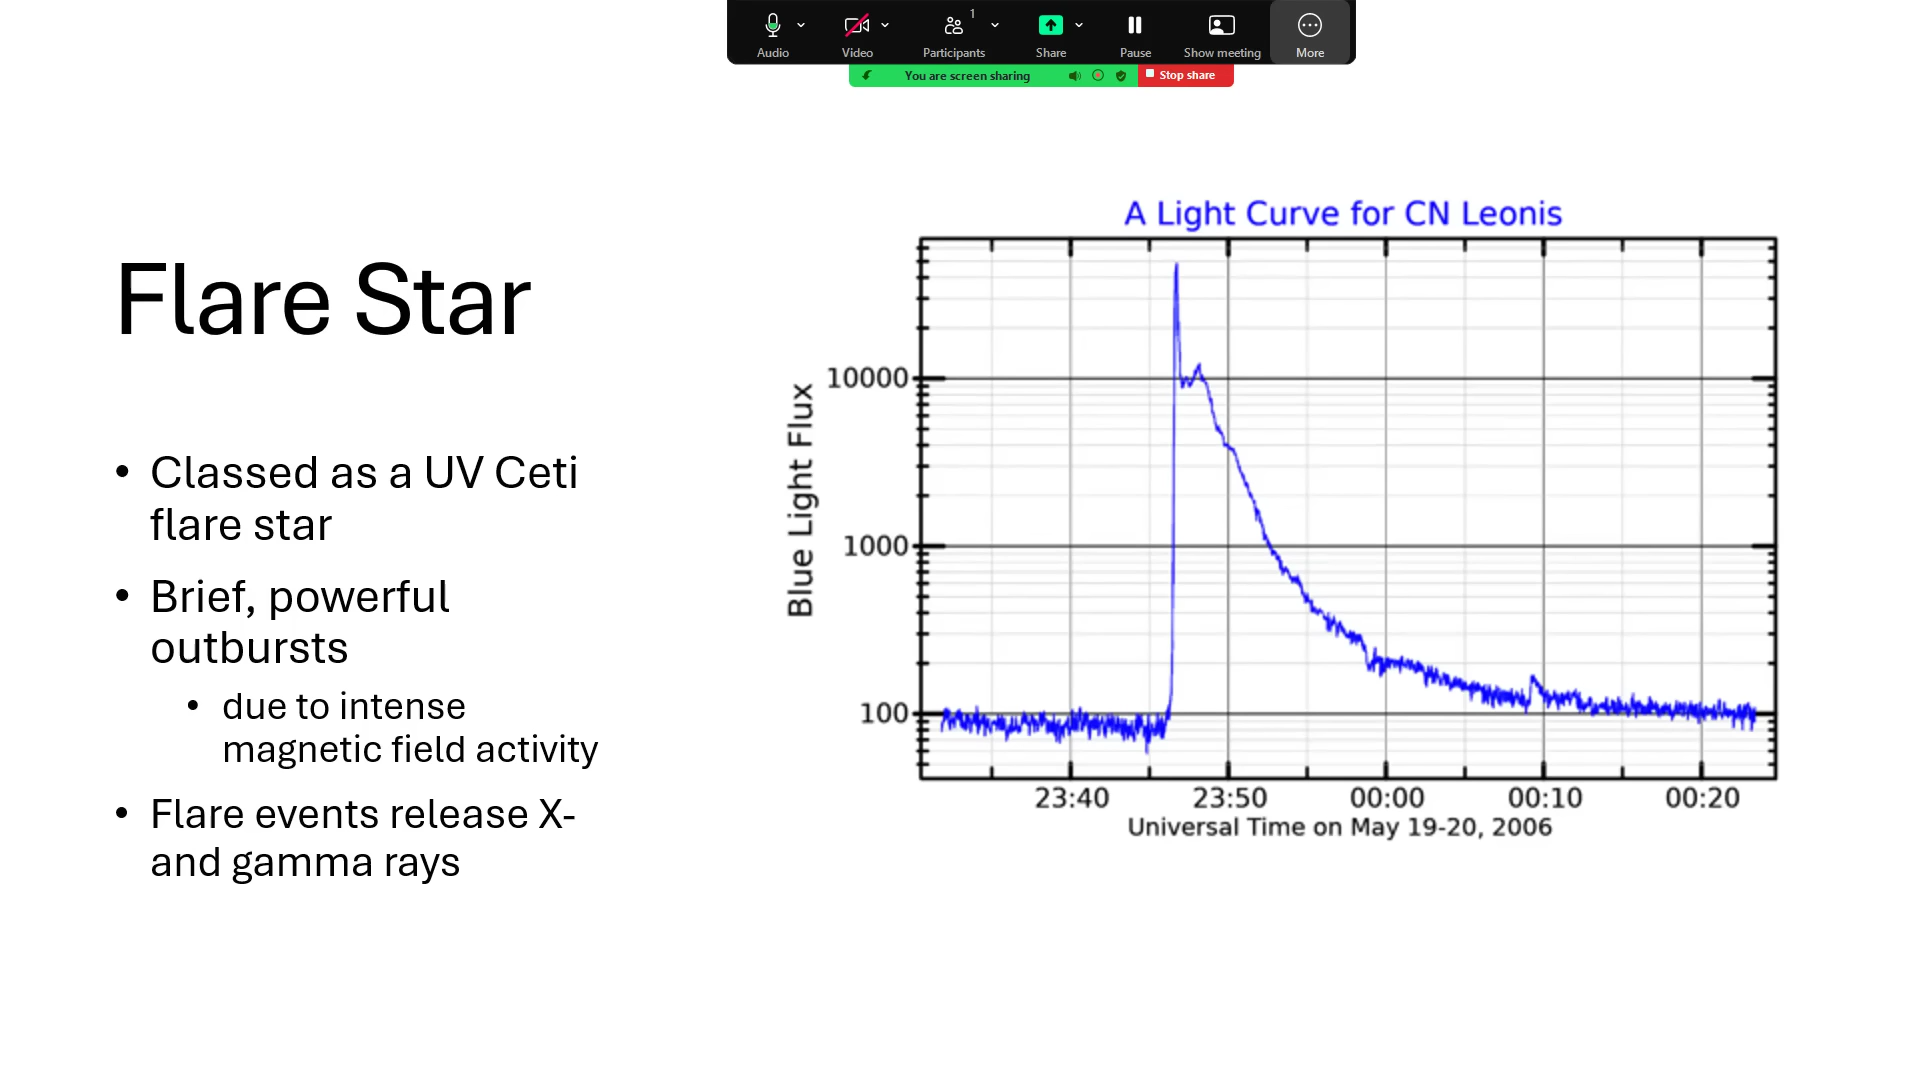 1
Audio Video Participants Share Pause Show meeting More
You are screen sharing Stop share
Flare Star
• Classed as a UV Ceti
flare star
• Brief, powerful
outbursts
• due to intense
magnetic field activity
• Flare events release X-
and gamma rays
A Light Curve for CN Leonis
Blue Light Flux
10000
1000
100
23:40 23:50 00:00 00:10 00:20
Universal Time on May 19-20, 2006